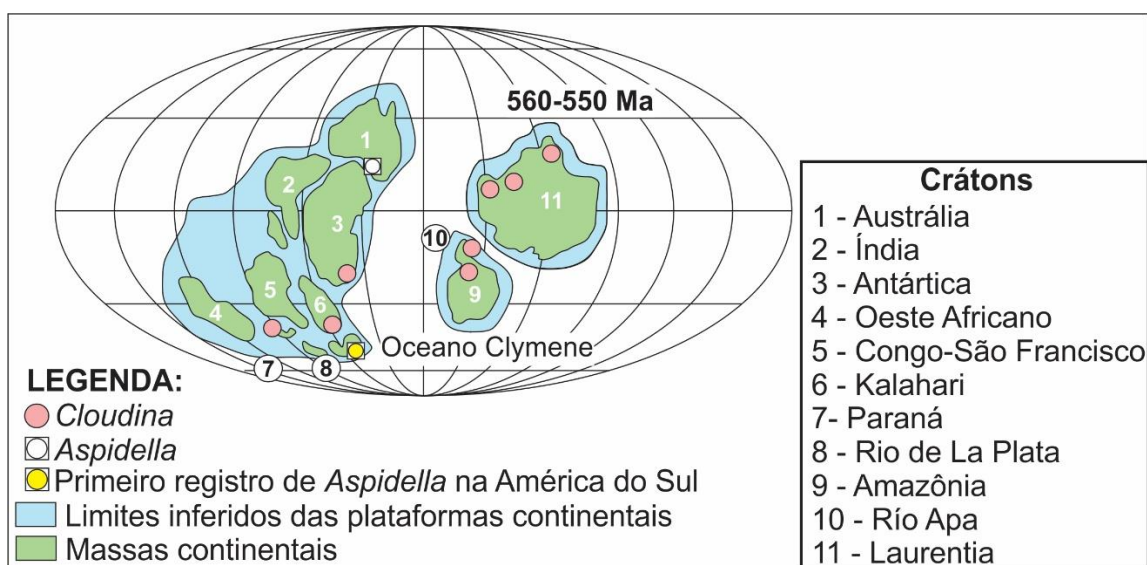 560-550 Ma
1
2
3
11
10
9
5
4
6
Oceano Clymene
7
8
LEGENDA:
Cloudina
Aspidella
Primeiro registro de Aspidella na América do Sul
Limites inferidos das plataformas continentais
Massas continentais
Crátons
1 - Austrália
2 - Índia
3 - Antártica
4 - Oeste Africano
5 - Congo-São Francisco
6 - Kalahari
7- Paraná
8 - Rio de La Plata
9 - Amazônia
10 - Río Apa
11 - Laurentia